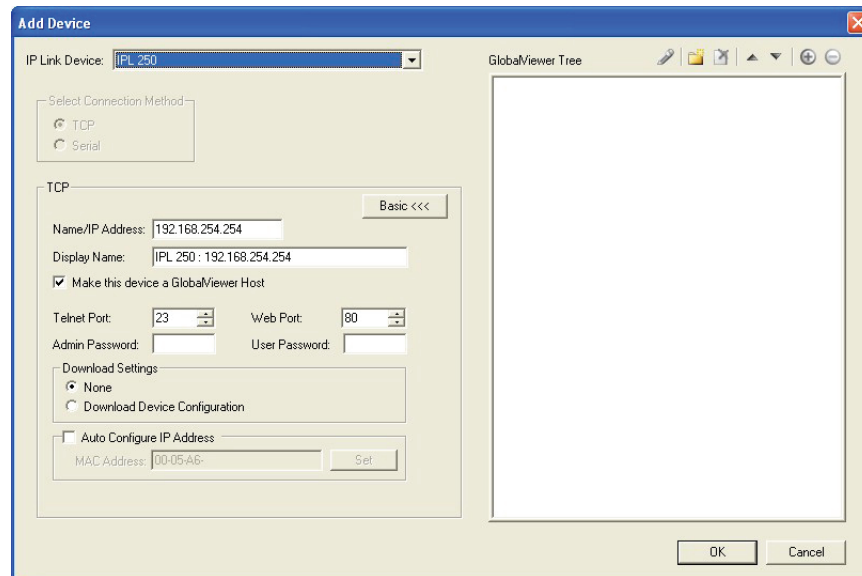 Add Device
IP Link Device: IPL 250
GlobalViewer Tree
Select Connection Method
TCP
Serial
TCP
Basic <<<
Name/IP Address: 192.168.254.254
Display Name: IPL 250 : 192.168.254.254
Make this device a GlobalViewer Host
Telnet Port: 23 Web Port: 80
Admin Password: User Password:
Download Settings
None
Download Device Configuration
Auto Configure IP Address
MAC Address: 00-05-A6- Set
OK Cancel